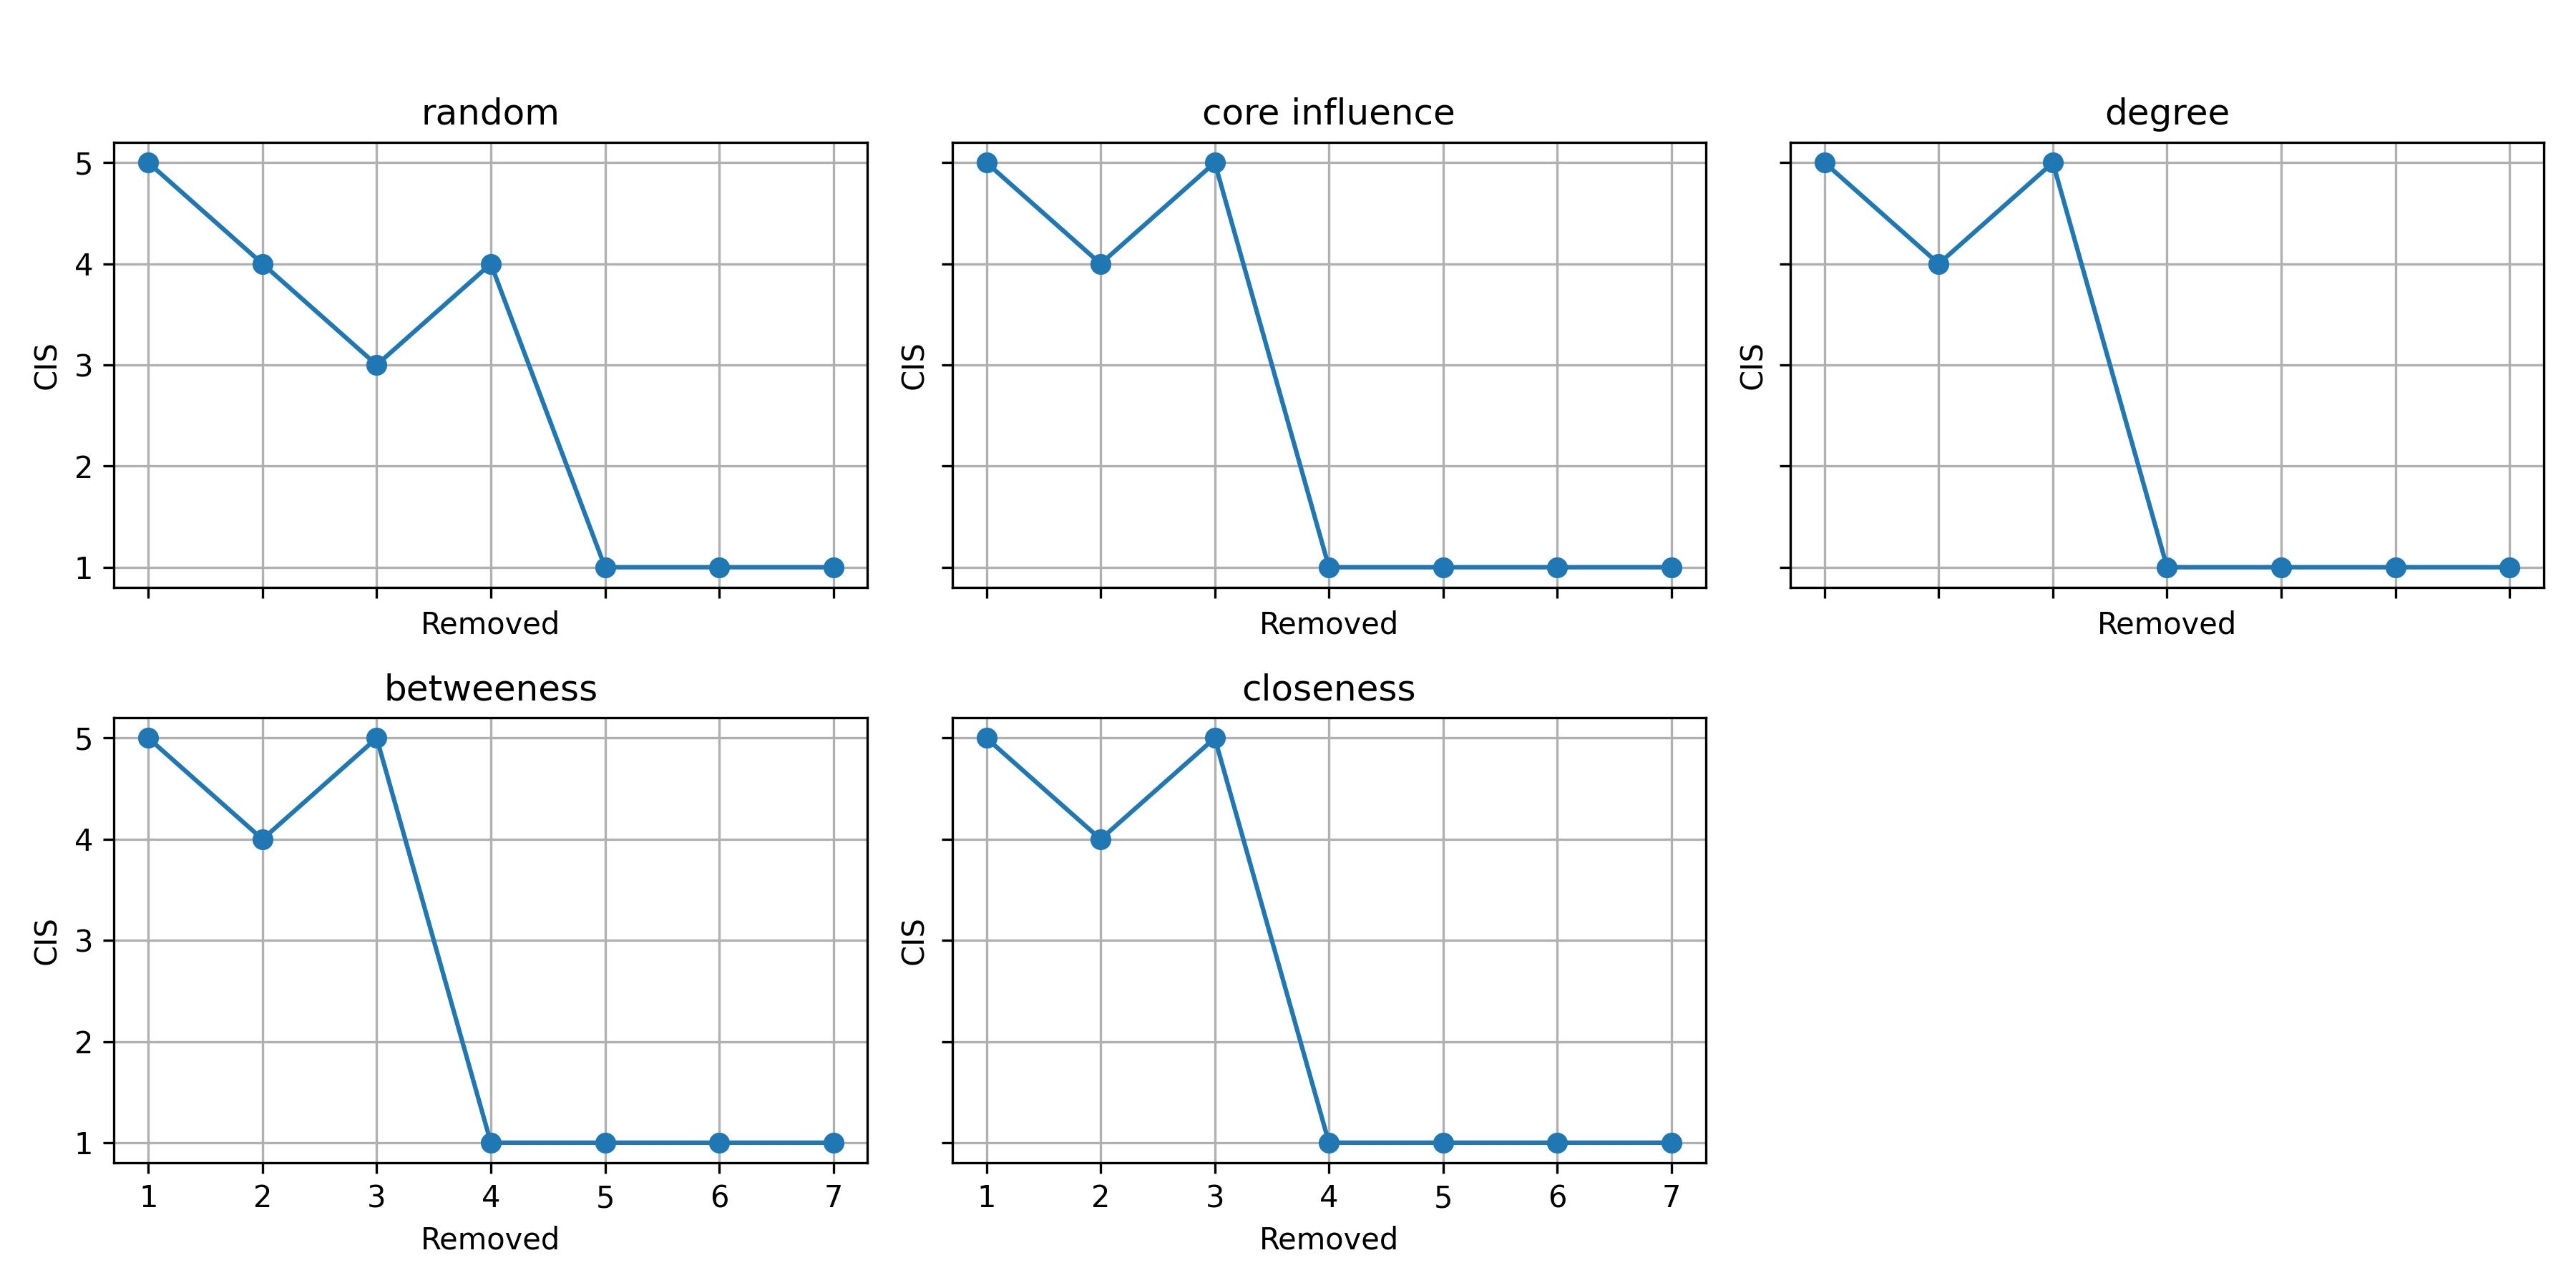 random
core influence
degree
5
4
3
2
1
CIS
CIS
CIS
Removed
Removed
Removed
betweeness
closeness
5
4
3
2
1
CIS
CIS
1 2 3 4 5 6 7
1 2 3 4 5 6 7
Removed
Removed